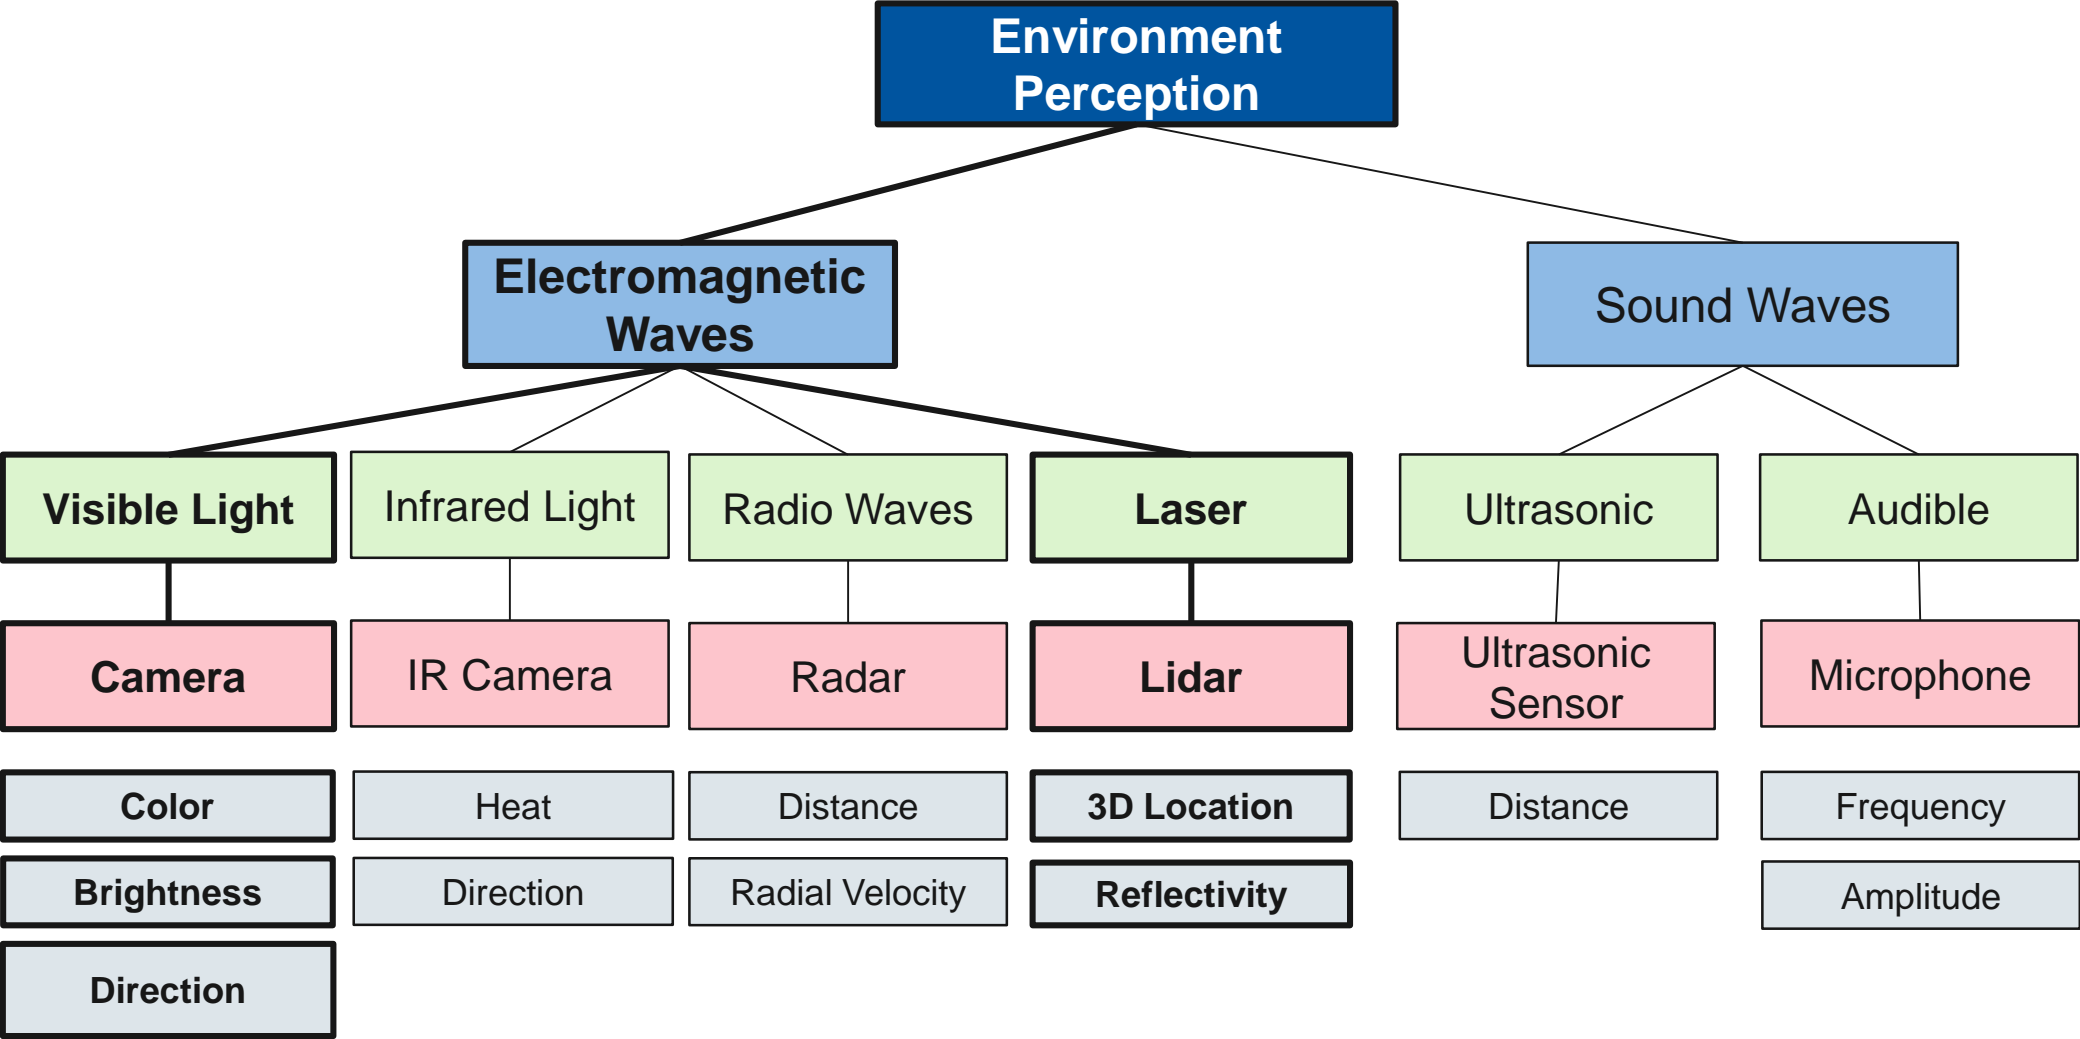 Environment
Perception
Electromagnetic
Waves
Sound Waves
Visible Light
Infrared Light
Radio Waves
Laser
Ultrasonic
Audible
Camera
IR Camera
Radar
Lidar
Ultrasonic
Sensor
Microphone
Color
Heat
Distance
3D Location
Distance
Frequency
Brightness
Direction
Radial Velocity
Reflectivity
Amplitude
Direction